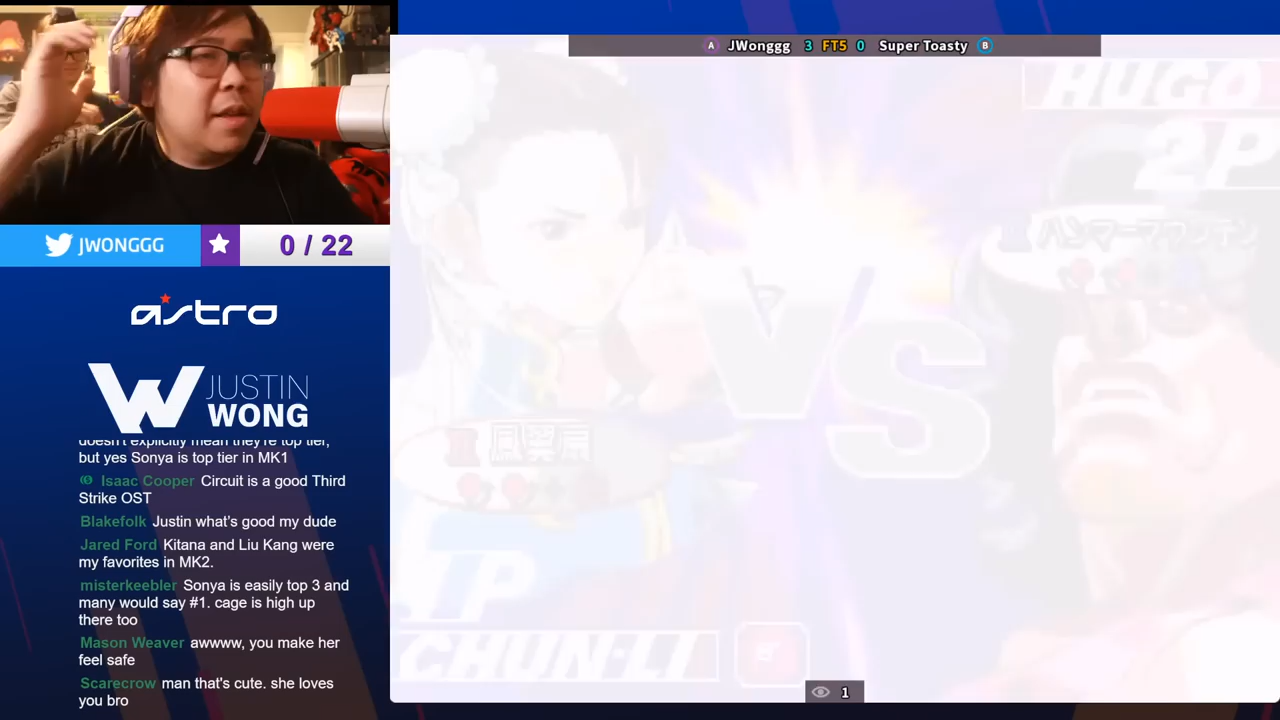 A JWonggg 3 FT5 0 Super Toasty B
HUGO
2P
VS
1P
CHUN-LI
JWONGGG
0 / 22
astro
JUSTIN
WONG
doesn't explicitly mean they're top tier,
but yes Sonya is top tier in MK1
Isaac Cooper Circuit is a good Third
Strike OST
Blakefolk Justin what's good my dude
Jared Ford Kitana and Liu Kang were
my favorites in MK2.
misterkeebler Sonya is easily top 3 and
many would say #1. cage is high up
there too
Mason Weaver awwww, you make her
feel safe
Scarecrow man that's cute. she loves
you bro
1